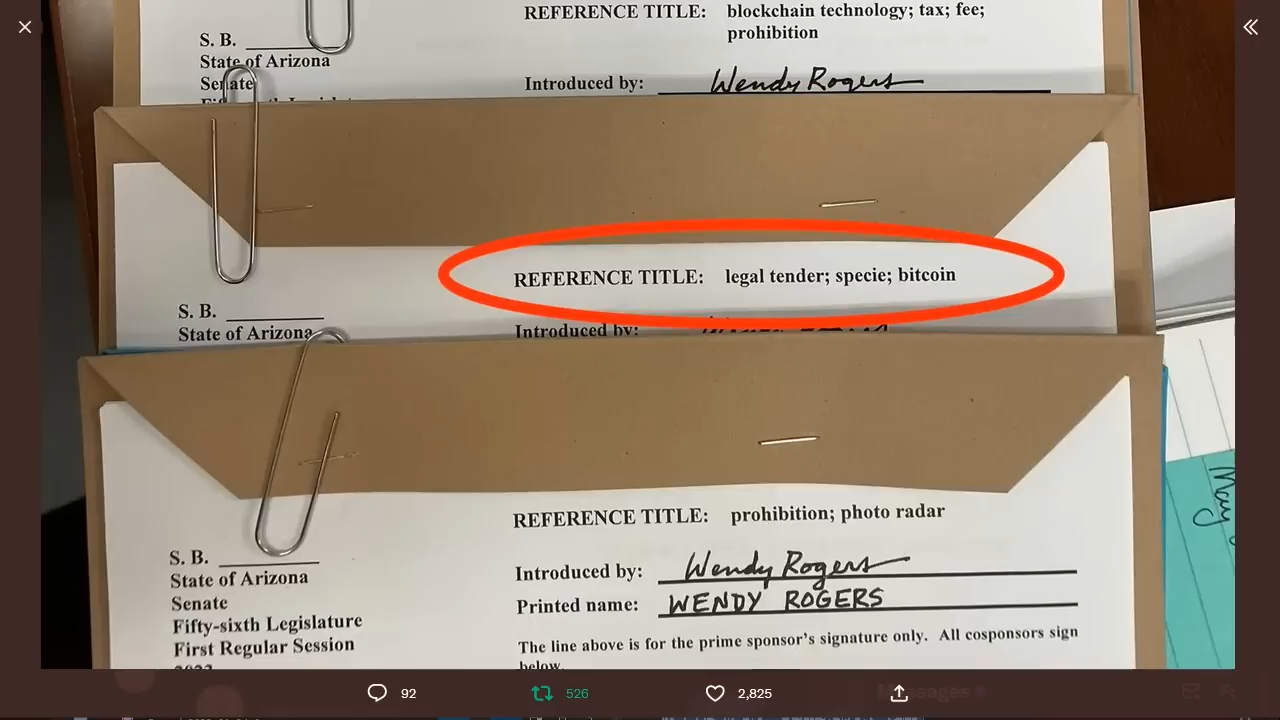 REFERENCE TITLE: blockchain technology; tax; fee;
prohibition
S. B.
State of Arizona
Senate
Introduced by: Wendy Rogers
REFERENCE TITLE: legal tender; specie; bitcoin
S. B.
State of Arizona
Introduced by:
REFERENCE TITLE: prohibition; photo radar
S. B.
State of Arizona
Senate
Fifty-sixth Legislature
First Regular Session
Introduced by: Wendy Rogers
Printed name: WENDY ROGERS
The line above is for the prime sponsor's signature only. All cosponsors sign
below.
May
92
526
2,825